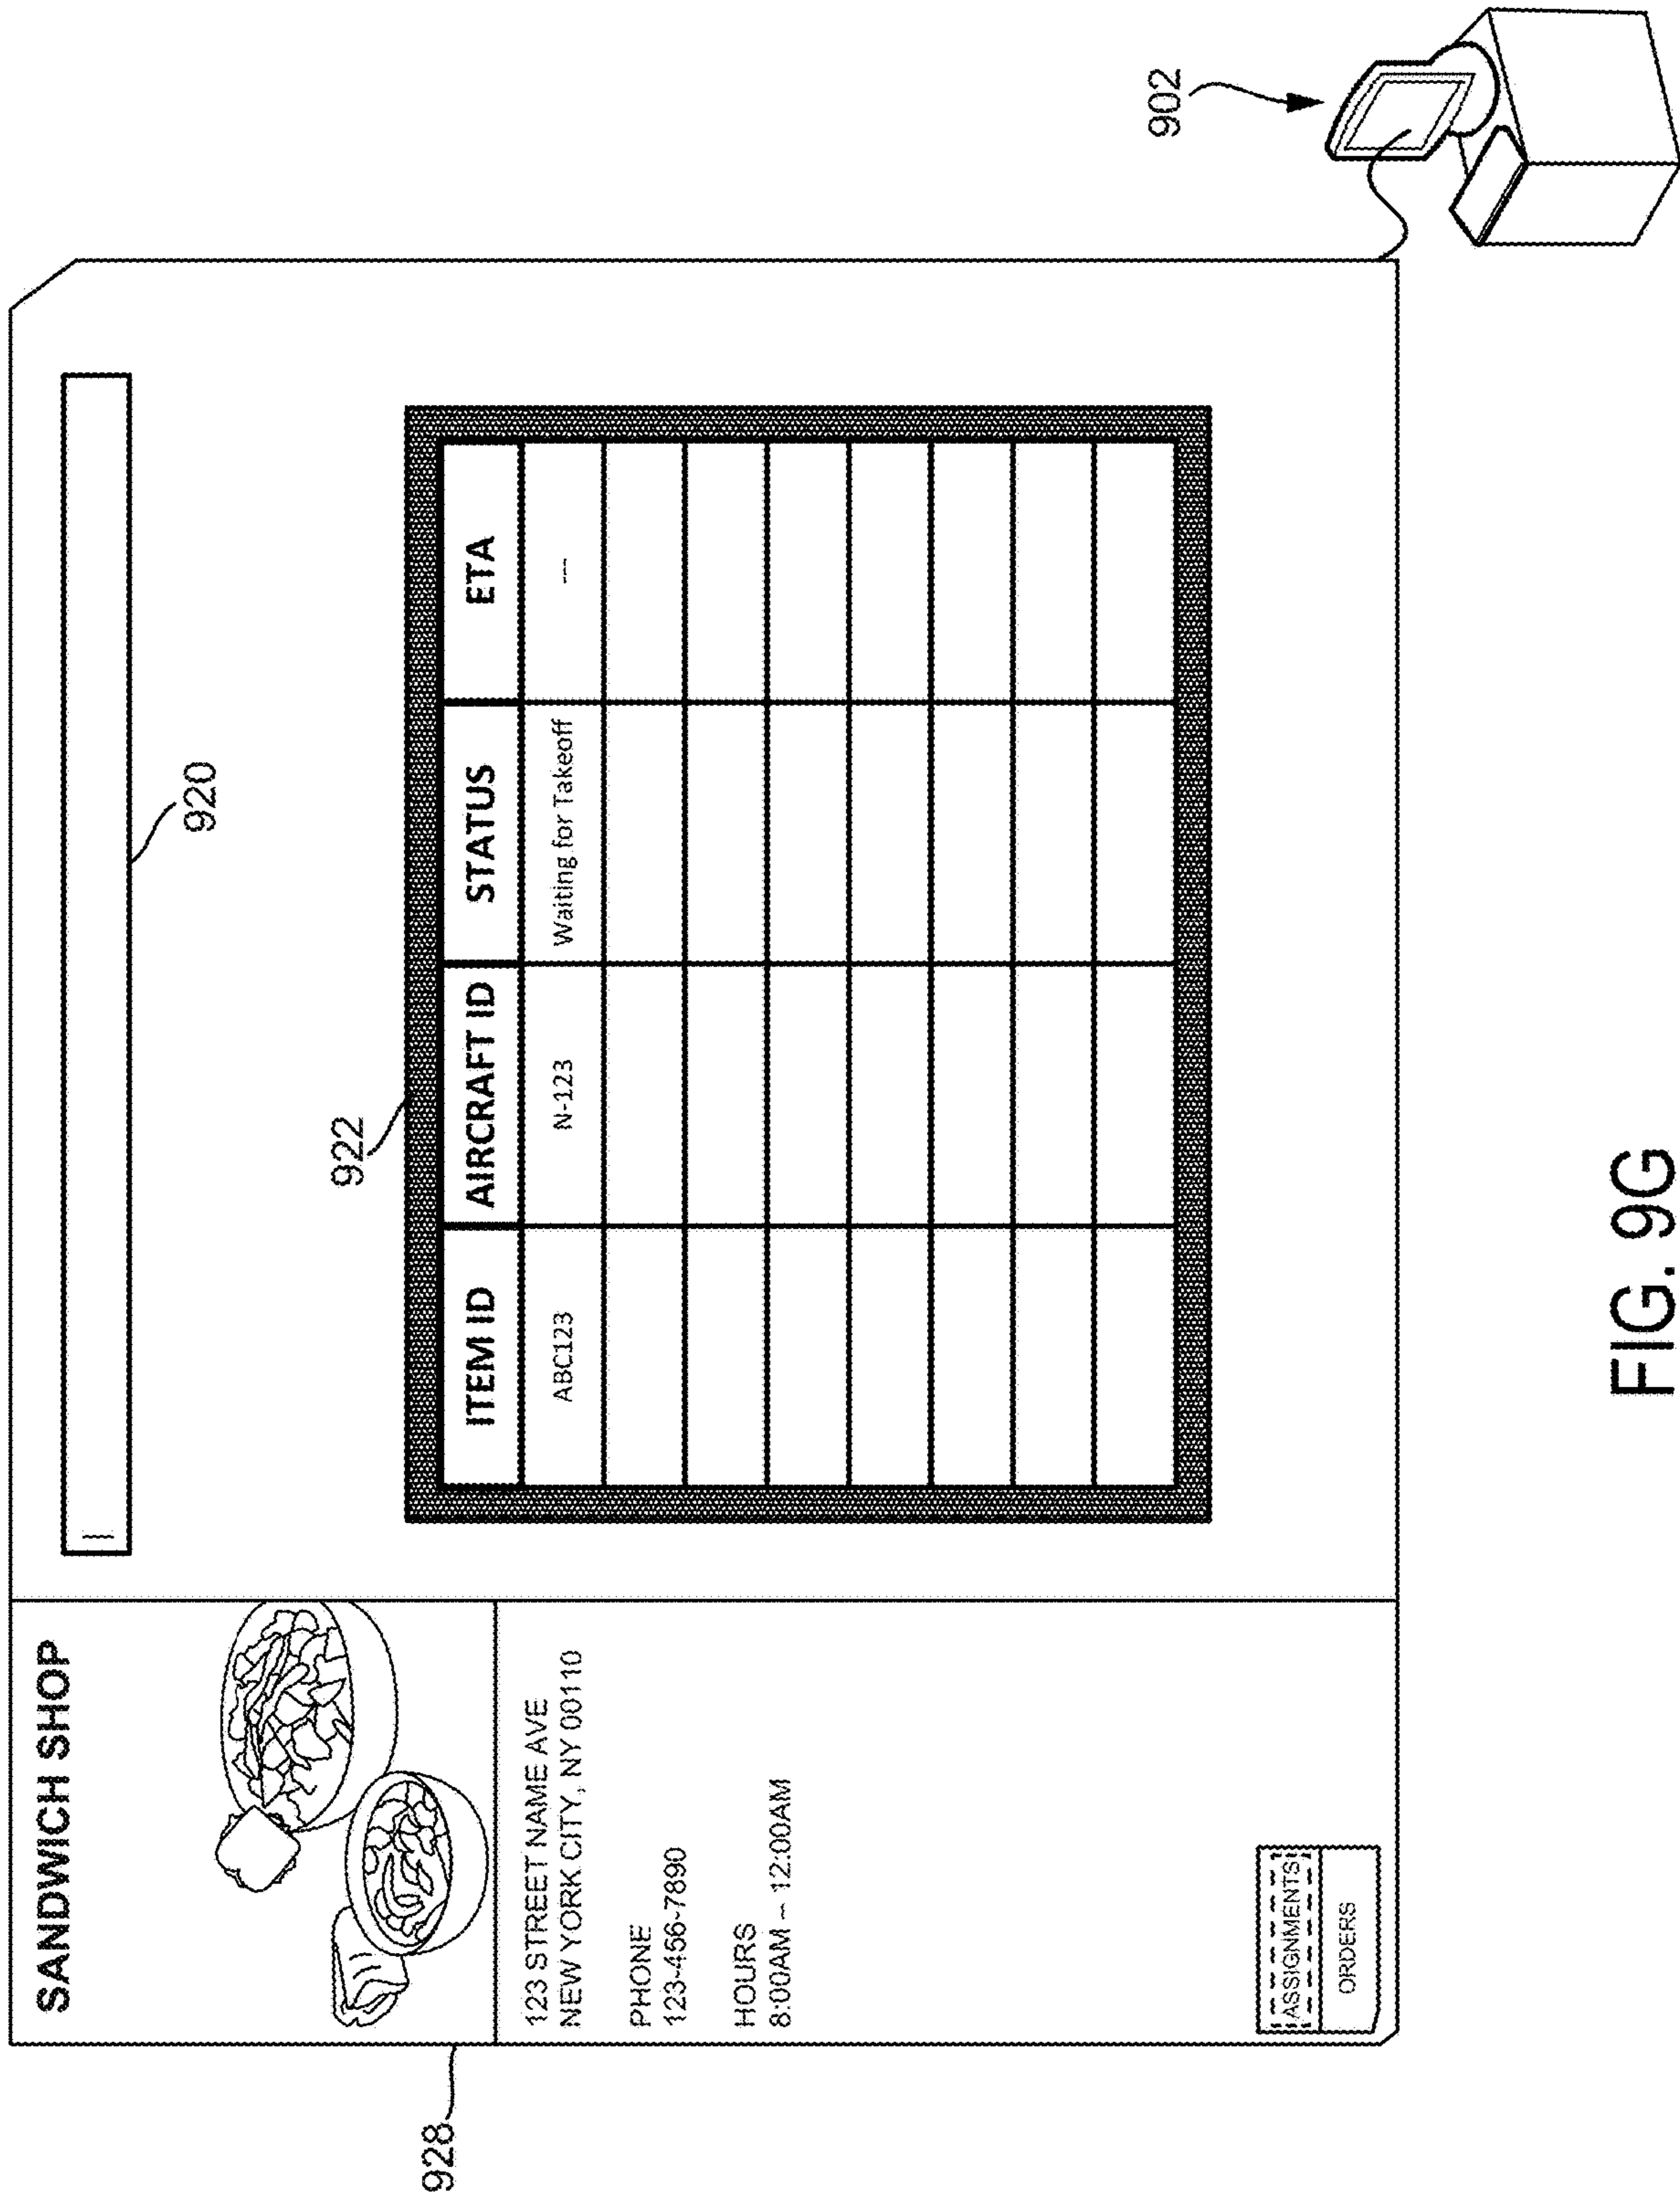 902
920
SANDWICH SHOP
922
ITEM ID AIRCRAFT ID STATUS ETA
ABC123 N-123 Waiting for Takeoff ---
928
123 STREET NAME AVE
NEW YORK CITY, NY 00110
PHONE
123-456-7890
HOURS
8:00AM – 12:00AM
ASSIGNMENTS
ORDERS
FIG. 9G